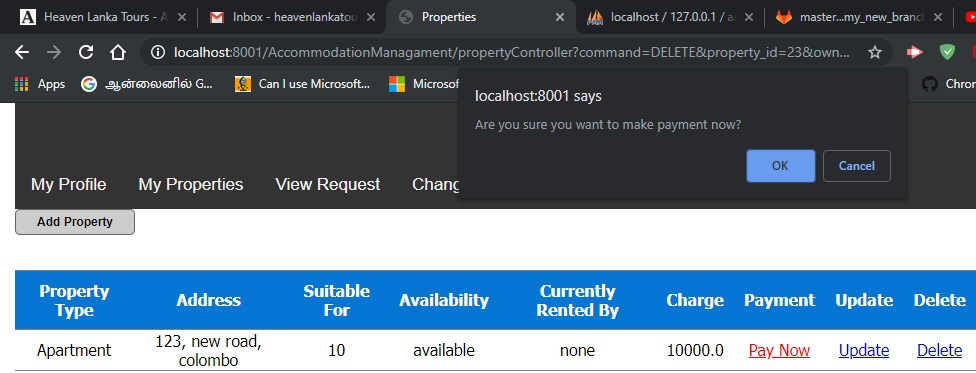 Heaven Lanka Tours - A
Inbox - heavenlankatou
Properties
localhost / 127.0.0.1 / a
master...my_new_branch
localhost:8001/AccommodationManagament/propertyController?command=DELETE&property_id=23&own...
Apps
ஆன்லைனில் G...
Can I use Microsoft...
Microsof
Chron
localhost:8001 says
Are you sure you want to make payment now?
OK
Cancel
My Profile
My Properties
View Request
Chang
Add Property
Property Type
Address
Suitable For
Availability
Currently Rented By
Charge
Payment
Update
Delete
Apartment
123, new road,
colombo
10
available
none
10000.0
Pay Now
Update
Delete